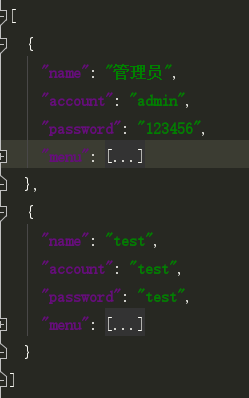 [
{
"name": "管理员",
"account": "admin",
"password": "123456",
"menu": [...]
},
{
"name": "test",
"account": "test",
"password": "test",
"menu": [...]
}
]